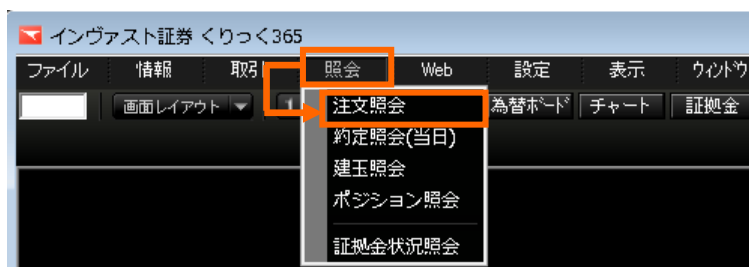 インヴァスト証券 くりっく365
ファイル 情報 取引 照会 Web 設定 表示 ウィンドウ
画面レイアウト 1 為替ボード チャート 証拠金
注文照会
約定照会(当日)
建玉照会
ポジション照会
証拠金状況照会